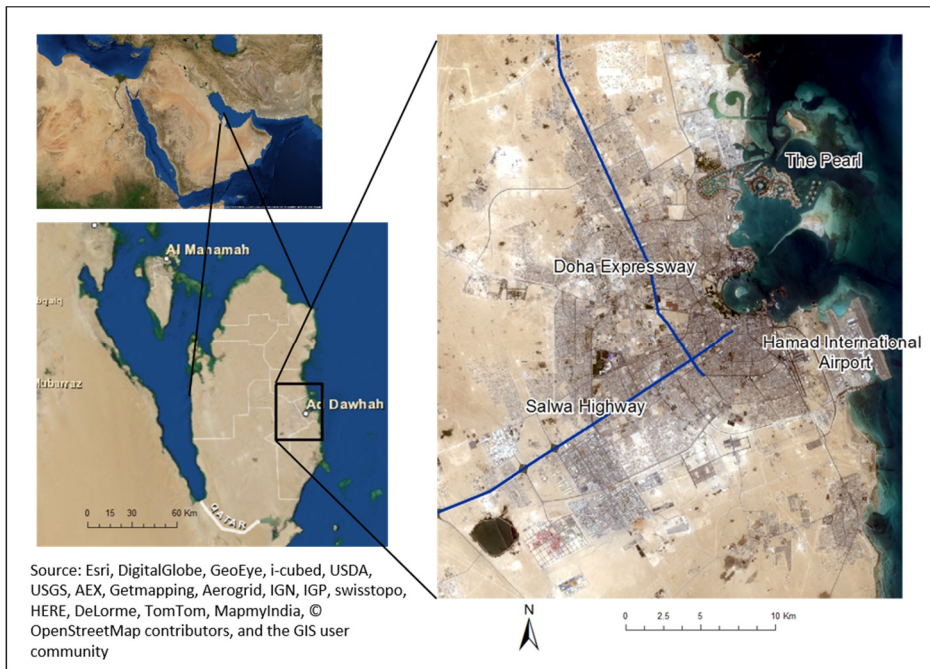 Al Manamah
bqaiq
Mubarraz
Ad Dawhah
QATAR
0 15 30 60 Km
The Pearl
Doha Expressway
Hamad International
Airport
Salwa Highway
Source: Esri, DigitalGlobe, GeoEye, i-cubed, USDA,
USGS, AEX, Getmapping, Aerogrid, IGN, IGP, swisstopo,
HERE, DeLorme, TomTom, MapmyIndia, ©
OpenStreetMap contributors, and the GIS user
community
N
0 2.5 5 10 Km